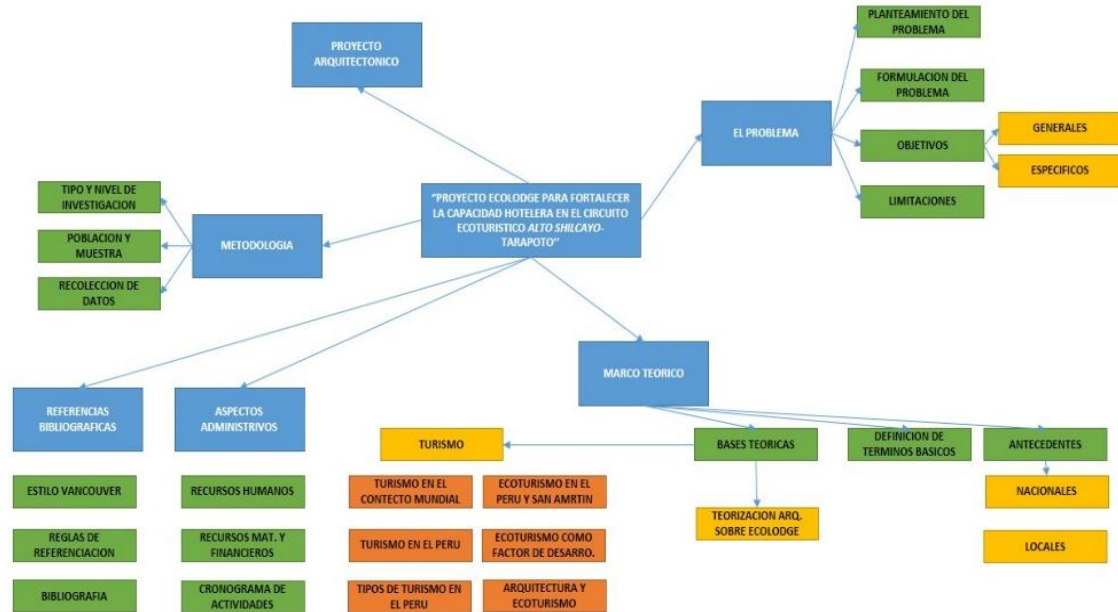 PROYECTO
ARQUITECTONICO
PLANTEAMIENTO DEL
PROBLEMA
FORMULACION DEL
PROBLEMA
EL PROBLEMA
OBJETIVOS
GENERALES
ESPECIFICOS
LIMITACIONES
"PROYECTO ECOLODGE PARA FORTALECER
LA CAPACIDAD HOTELERA EN EL CIRCUITO
ECOTURISTICO ALTO SHILCAYO-
TARAPOTO"
METODOLOGIA
TIPO Y NIVEL DE
INVESTIGACION
POBLACION Y
MUESTRA
RECOLECCION DE
DATOS
MARCO TEORICO
REFERENCIAS
BIBLIOGRAFICAS
ESTILO VANCOUVER
REGLAS DE
REFERENCIACION
BIBLIOGRAFIA
ASPECTOS
ADMINISTRIVOS
RECURSOS HUMANOS
RECURSOS MAT. Y
FINANCIEROS
CRONOGRAMA DE
ACTIVIDADES
TURISMO
TURISMO EN EL
CONTECTO MUNDIAL
TURISMO EN EL PERU
TIPOS DE TURISMO EN
EL PERU
ECOTURISMO EN EL
PERU Y SAN AMRTIN
ECOTURISMO COMO
FACTOR DE DESARRO.
ARQUITECTURA Y
ECOTURISMO
BASES TEORICAS
TEORIZACION ARQ.
SOBRE ECOLODGE
DEFINICION DE
TERMINOS BASICOS
ANTECEDENTES
NACIONALES
LOCALES